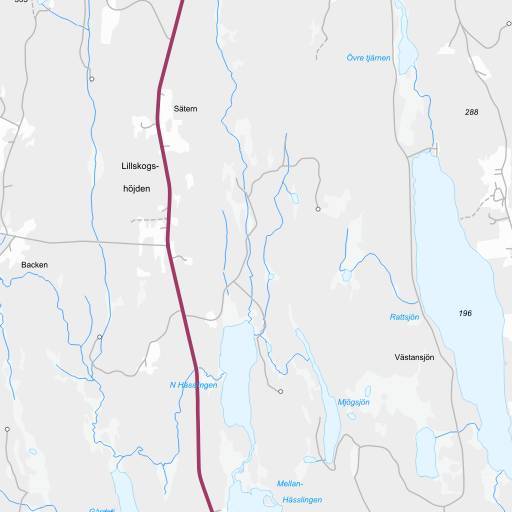 Övre tjärnen
Sätern
288
Lillskogs-
höjden
Backen
196
Rattsjön
Västansjön
N Hässlingen
Mjögsjön
Mellan-
Hässlingen